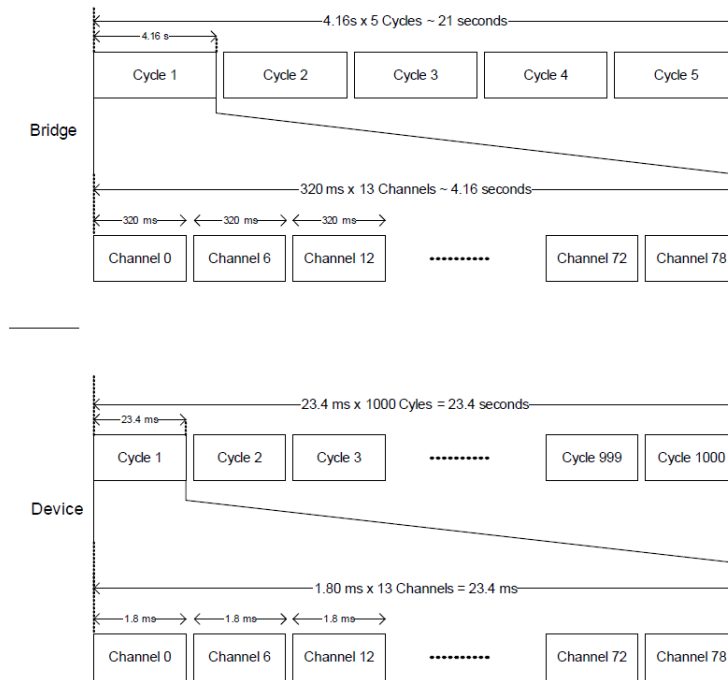 4.16s x 5 Cycles ~ 21 seconds
4.16 s
Cycle 1
Cycle 2
Cycle 3
Cycle 4
Cycle 5
Bridge
320 ms x 13 Channels ~ 4.16 seconds
320 ms
320 ms
320 ms
Channel 0
Channel 6
Channel 12
Channel 72
Channel 78
23.4 ms x 1000 Cyles = 23.4 seconds
23.4 ms
Cycle 1
Cycle 2
Cycle 3
Cycle 999
Cycle 1000
Device
1.80 ms x 13 Channels = 23.4 ms
1.8 ms
1.8 ms
1.8 ms
Channel 0
Channel 6
Channel 12
Channel 72
Channel 78